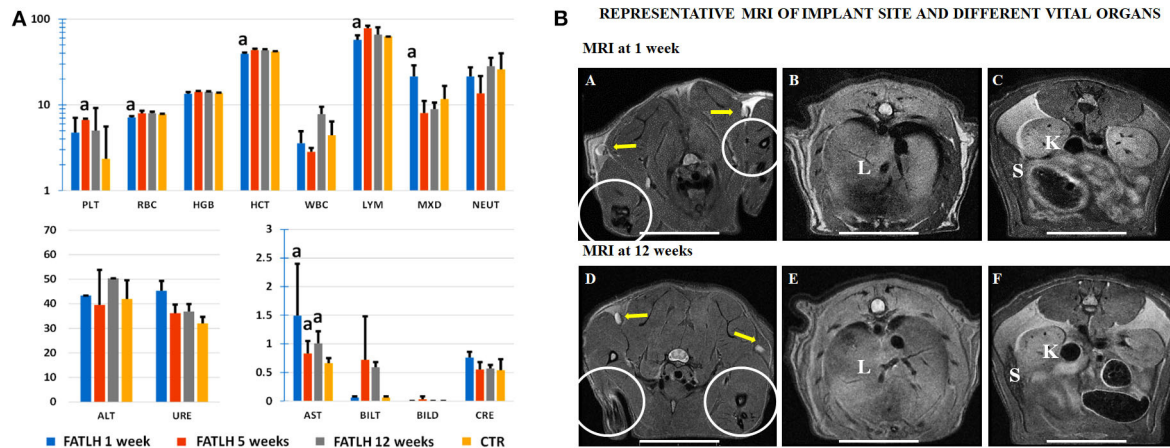 A
100
10
1
a
a
a
a
a
PLT RBC HGB HCT WBC LYM MXD NEUT
70
60
50
40
30
20
10
0
ALT URE
3
2.5
2
1.5
1
0.5
0
a
a
a
AST BILT BILD CRE
FATLH 1 week FATLH 5 weeks FATLH 12 weeks CTR
B REPRESENTATIVE MRI OF IMPLANT SITE AND DIFFERENT VITAL ORGANS
MRI at 1 week
A
B
L
C
K
S
MRI at 12 weeks
D
E
L
F
K
S